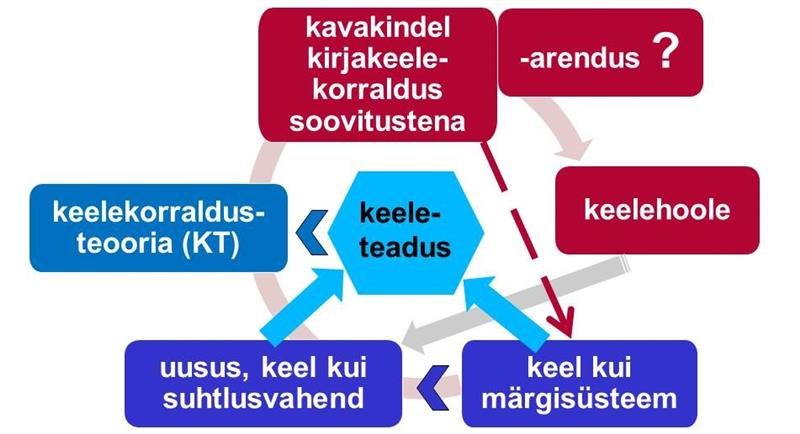 kavakindel
kirjakeele-
korraldus
soovitustena
-arendus ?
keelehoole
keelekorraldus-
teooria (KT)
keele-
teadus
uusus, keel kui
suhtlusvahend
keel kui
märgisüsteem